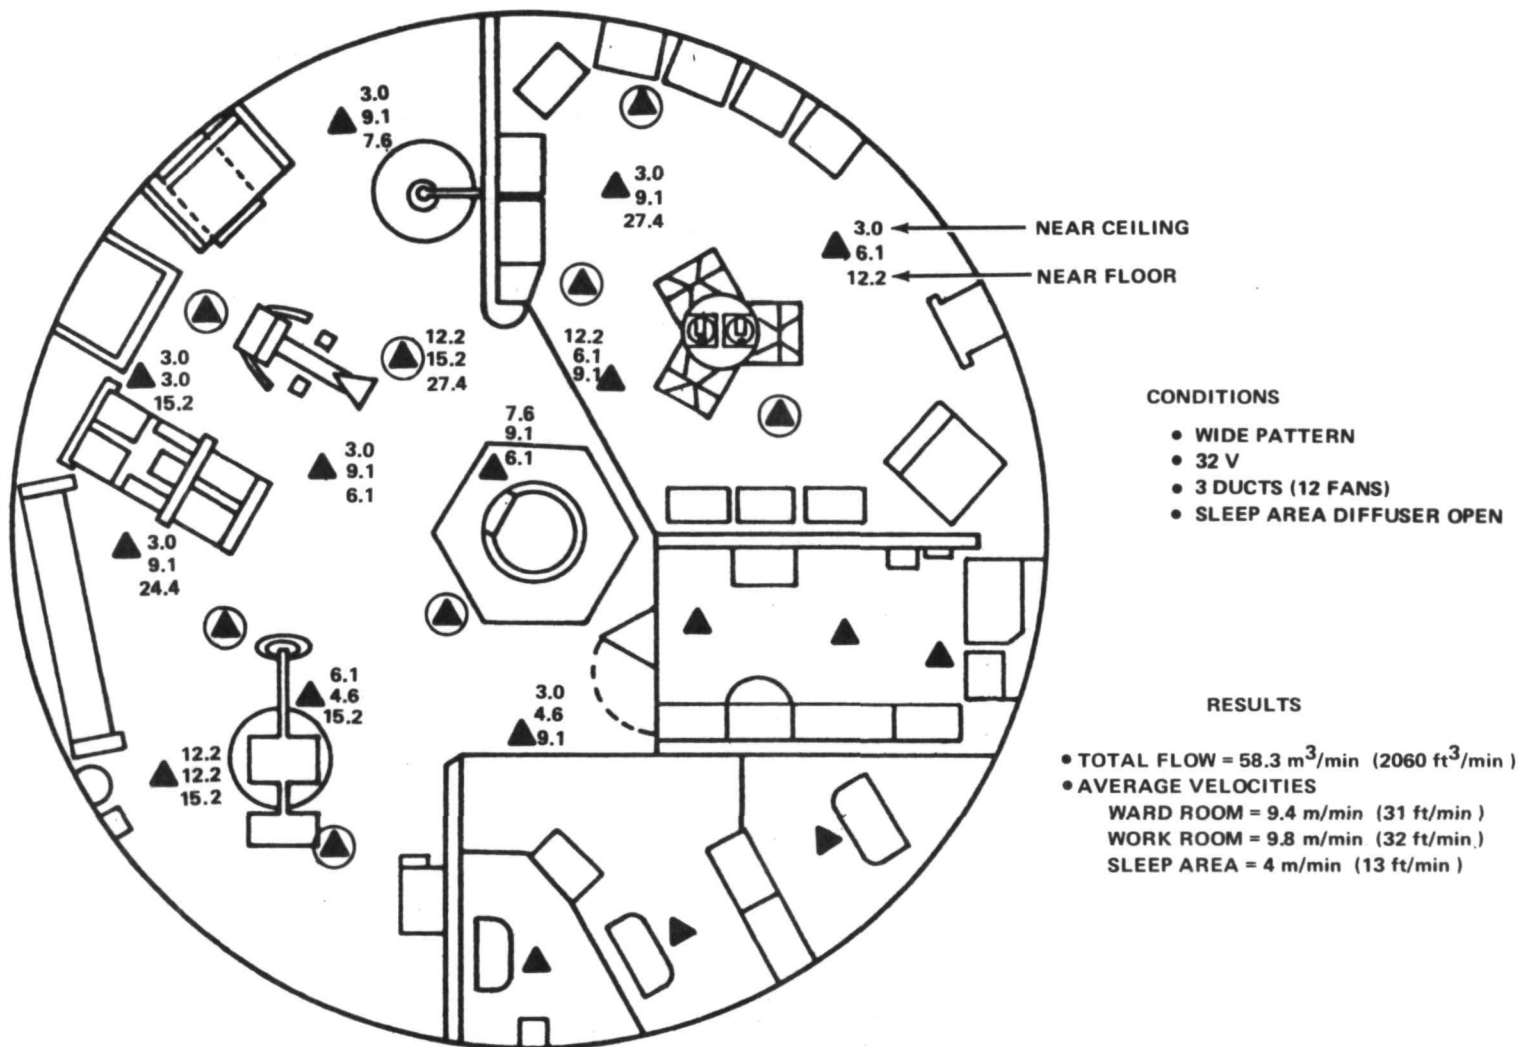 3.0
9.1
7.6
3.0
9.1
27.4
3.0
6.1
12.2
NEAR CEILING
NEAR FLOOR
12.2
15.2
27.4
12.2
6.1
9.1
3.0
3.0
15.2
7.6
9.1
6.1
3.0
9.1
6.1
3.0
9.1
24.4
6.1
4.6
15.2
3.0
4.6
9.1
12.2
12.2
15.2
CONDITIONS
• WIDE PATTERN
• 32 V
• 3 DUCTS (12 FANS)
• SLEEP AREA DIFFUSER OPEN
RESULTS
• TOTAL FLOW = 58.3 m³/min (2060 ft³/min)
• AVERAGE VELOCITIES
WARD ROOM = 9.4 m/min (31 ft/min)
WORK ROOM = 9.8 m/min (32 ft/min)
SLEEP AREA = 4 m/min (13 ft/min)